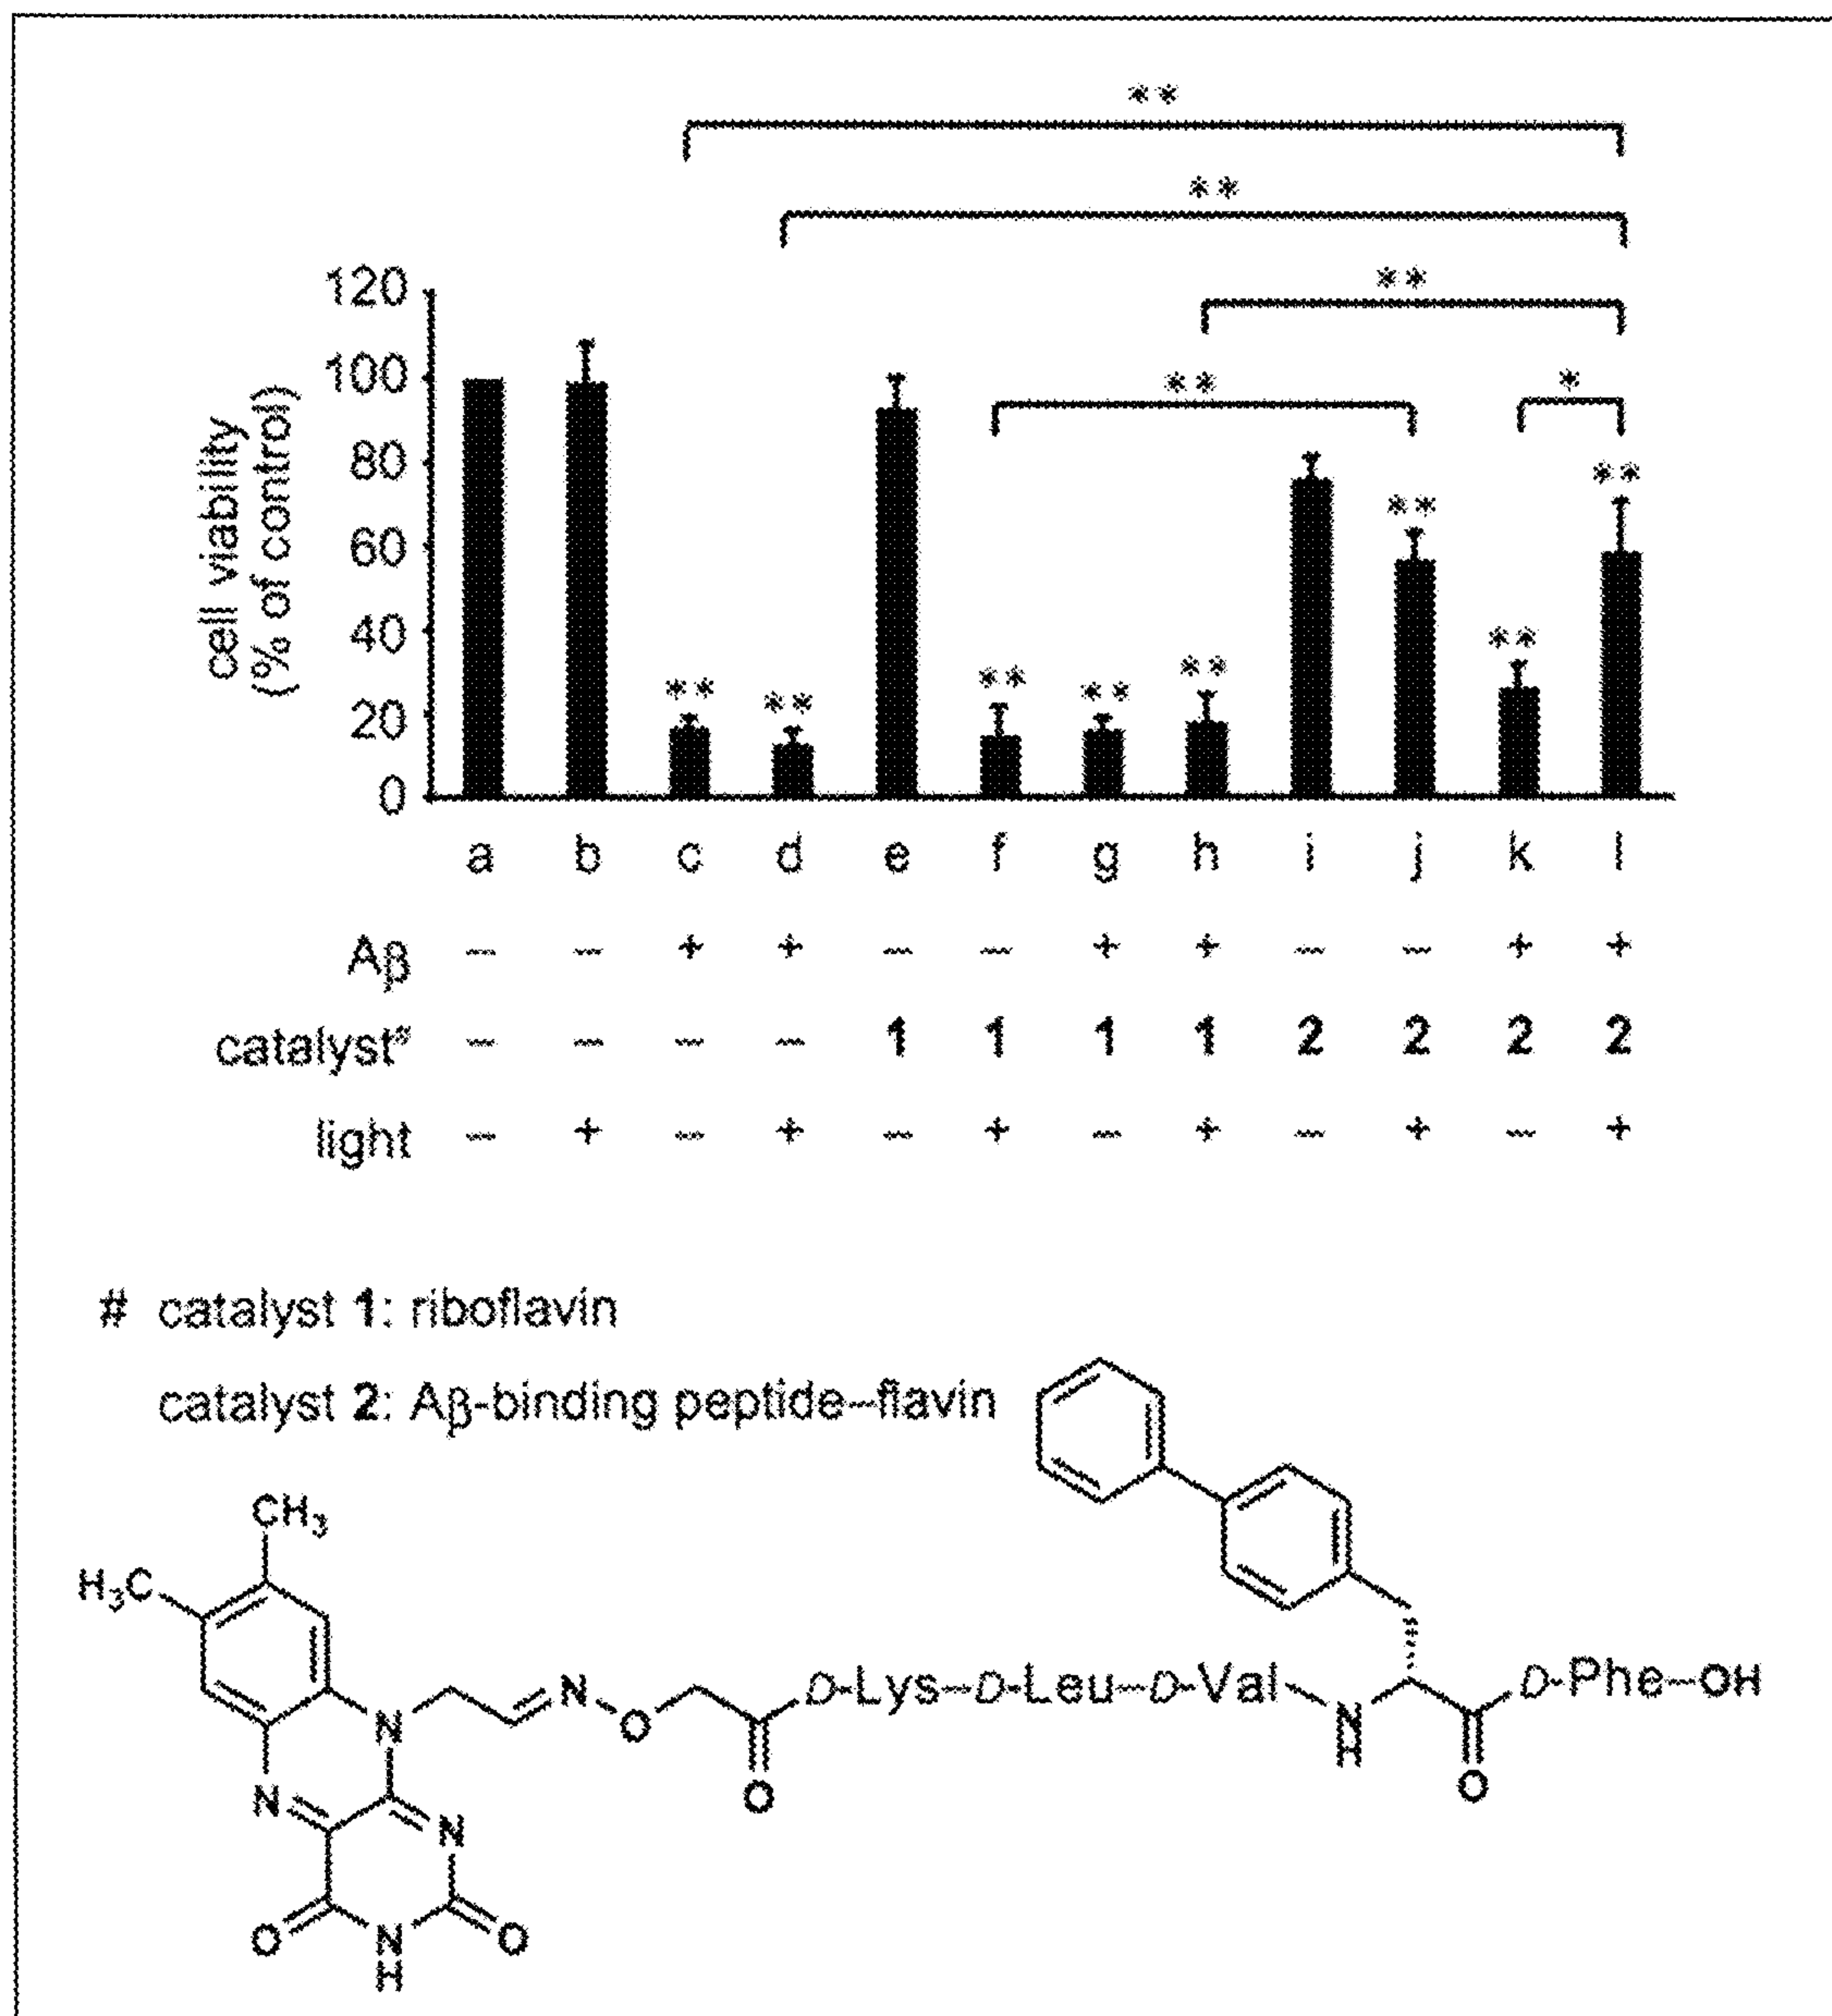 **
**
**
** *
120
100
80
60
40
20
0
cell viability
(% of control)
** ** ** ** ** ** ** **
a b c d e f g h i j k l
Aβ – – + + – – + + – – + +
catalyst# – – – – 1 1 1 1 2 2 2 2
light – + – + – + – + – + – +
# catalyst 1: riboflavin
catalyst 2: Aβ-binding peptide–flavin
CH3
H3C
N O D-Lys–D-Leu–D-Val N H D-Phe–OH
O O
N N N
O N H O